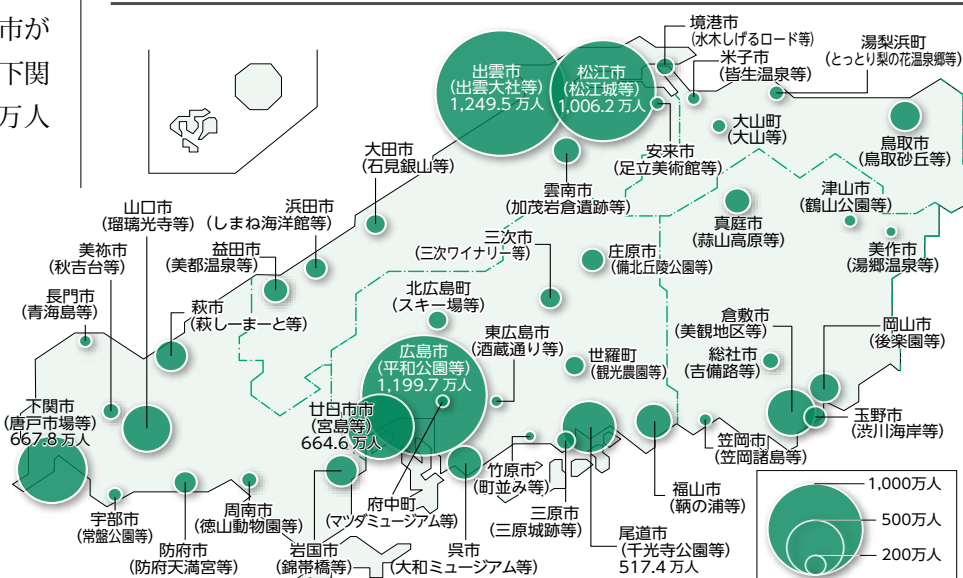 市が
下関
万人
境港市
(水木しげるロード等)
米子市
(皆生温泉等)
湯梨浜町
(とっとり梨の花温泉郷等)
出雲市
(出雲大社等)
1,249.5 万人
松江市
(松江城等)
1,006.2 万人
大山町
(大山等)
鳥取市
(鳥取砂丘等)
安来市
(足立美術館等)
大田市
(石見銀山等)
雲南市
(加茂岩倉遺跡等)
津山市
(鶴山公園等)
山口市
(瑠璃光寺等)
浜田市
(しまね海洋館等)
真庭市
(蒜山高原等)
美作市
(湯郷温泉等)
美祢市
(秋吉台等)
益田市
(美都温泉等)
三次市
(三次ワイナリー等)
庄原市
(備北丘陵公園等)
長門市
(青海島等)
萩市
(萩しーまーと等)
北広島町
(スキー場等)
東広島市
(酒蔵通り等)
倉敷市
(美観地区等)
岡山市
(後楽園等)
広島市
(平和公園等)
1,199.7 万人
世羅町
(観光農園等)
総社市
(吉備路等)
下関市
(唐戸市場等)
667.8 万人
廿日市市
(宮島等)
664.6 万人
玉野市
(渋川海岸等)
笠岡市
(笠岡諸島等)
竹原市
(町並み等)
宇部市
(常盤公園等)
防府市
(防府天満宮等)
周南市
(徳山動物園等)
岩国市
(錦帯橋等)
府中町
(マツダミュージアム等)
呉市
(大和ミュージアム等)
三原市
(三原城跡等)
尾道市
(千光寺公園等)
517.4 万人
福山市
(鞆の浦等)
1,000万人
500万人
200万人